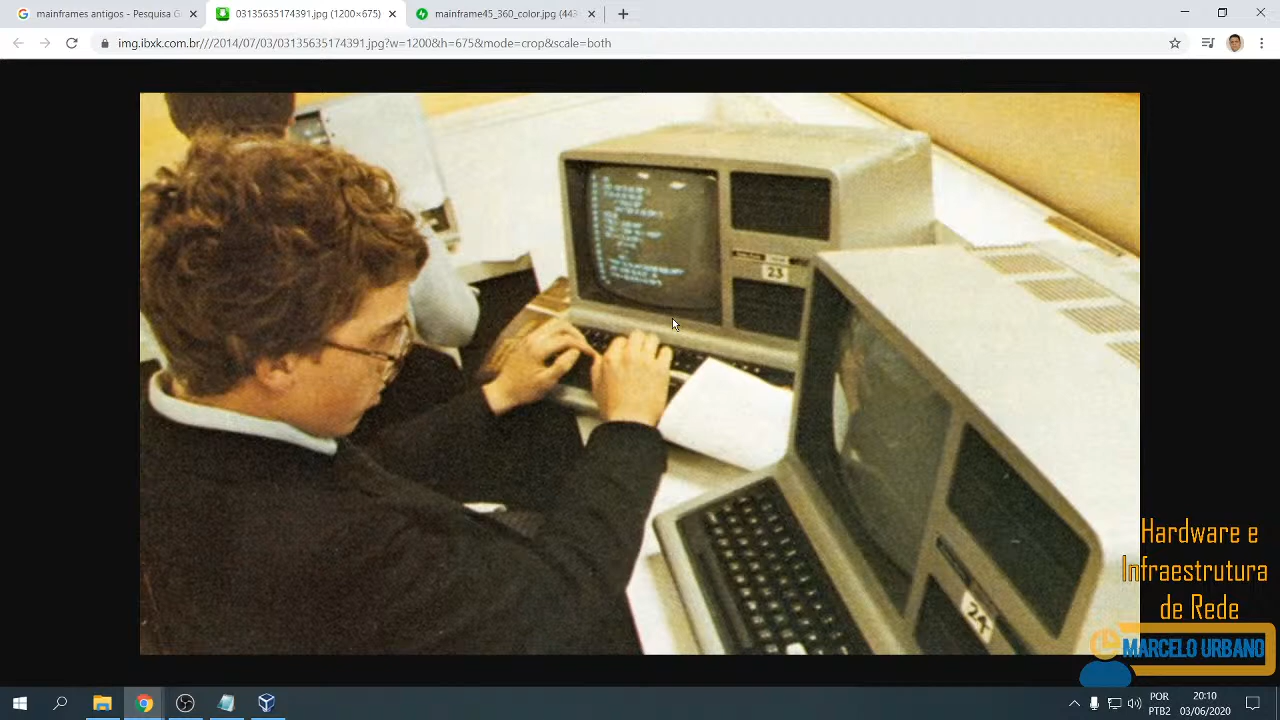 mainframes antigos - Pesquisa G
03135635174391.jpg (1200×675)
mainframe45_360_color.jpg (443
img.ibxk.com.br///2014/07/03/03135635174391.jpg?w=1200&h=675&mode=crop&scale=both
23
24
Hardware e
Infraestrutura
de Rede
MARCELO URBANO
POR
PTB2
20:10
03/06/2020